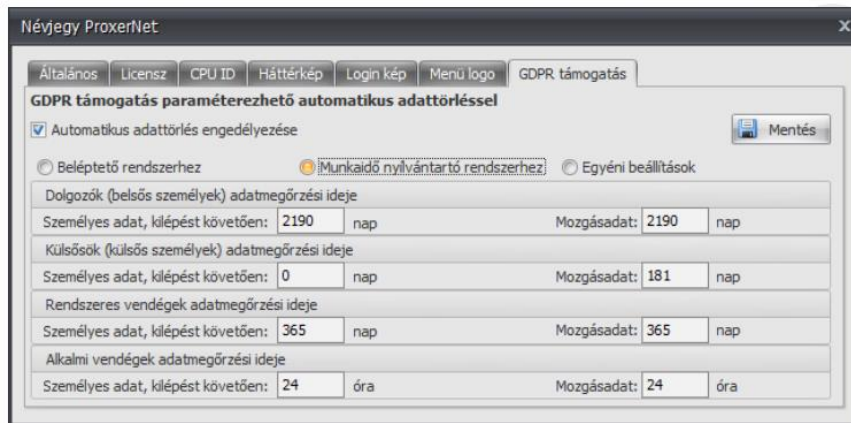 Névjegy ProxerNet x
Általános Licensz CPU ID Háttérkép Login kép Menü logo GDPR támogatás
GDPR támogatás paraméterezhető automatikus adattörléssel
Automatikus adattörlés engedélyezése Mentés
Beléptető rendszerhez Munkaidő nyilvántartó rendszerhez Egyéni beállítások
Dolgozók (belsős személyek) adatmegőrzési ideje
Személyes adat, kilépést követően: 2190 nap Mozgásadat: 2190 nap
Külsősök (külsős személyek) adatmegőrzési ideje
Személyes adat, kilépést követően: 0 nap Mozgásadat: 181 nap
Rendszeres vendégek adatmegőrzési ideje
Személyes adat, kilépést követően: 365 nap Mozgásadat: 365 nap
Alkalmi vendégek adatmegőrzési ideje
Személyes adat, kilépést követően: 24 óra Mozgásadat: 24 óra